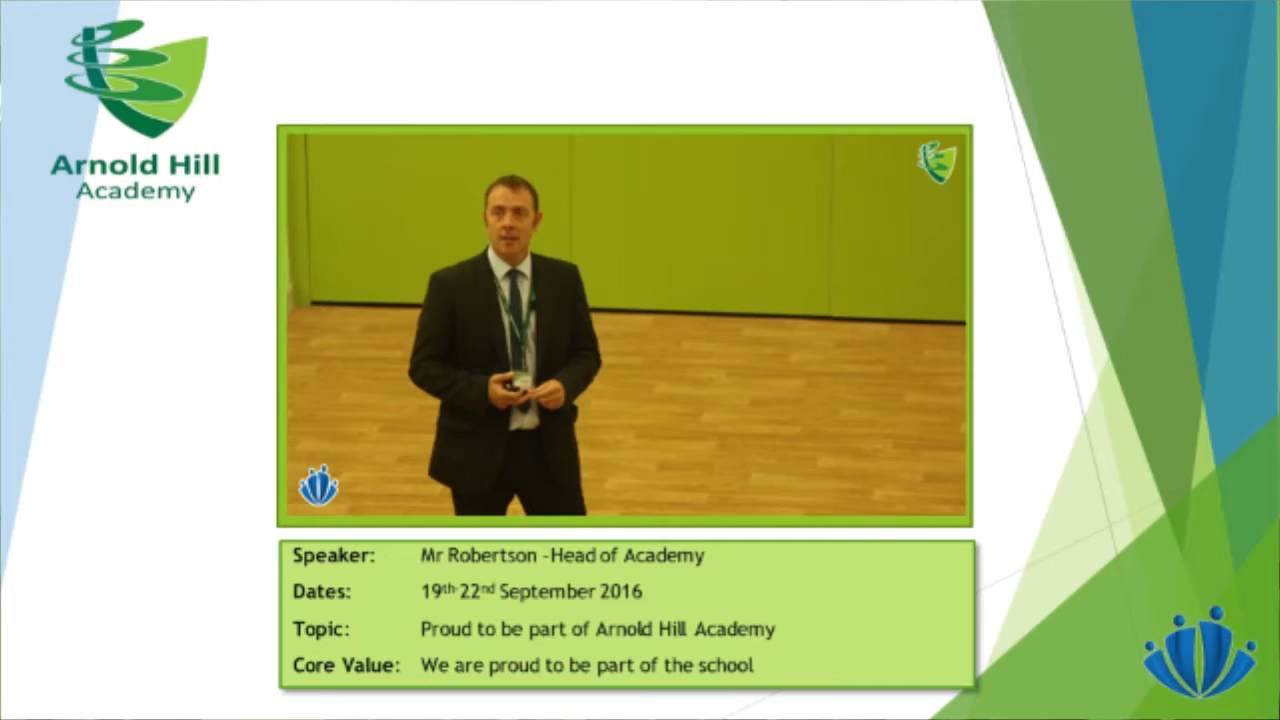 Arnold Hill
Academy
Speaker: Mr Robertson -Head of Academy
Dates: 19th-22nd September 2016
Topic: Proud to be part of Arnold Hill Academy
Core Value: We are proud to be part of the school